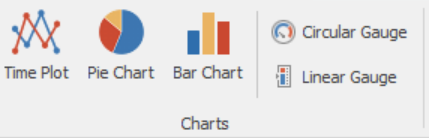 Time Plot
Pie Chart
Bar Chart
Circular Gauge
Linear Gauge
Charts